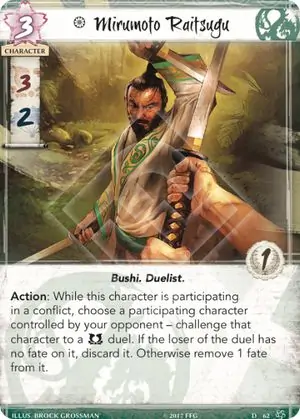 3
Mirumoto Raitsugu
CHARACTER
3
2
Bushi. Duelist.
1
Action: While this character is participating
in a conflict, choose a participating character
controlled by your opponent – challenge that
character to a duel. If the loser of the duel has
no fate on it, discard it. Otherwise remove 1 fate
from it.
ILLUS. BROCK GROSSMAN
© 2017 FFG
D 62